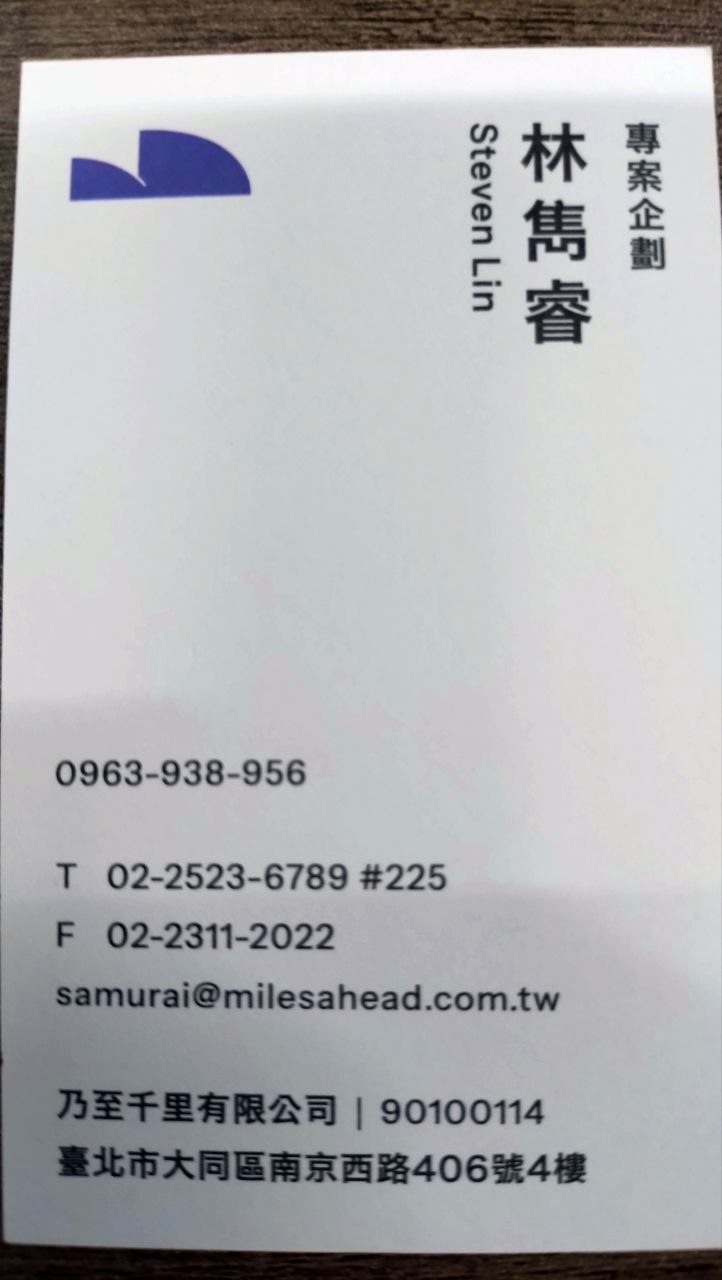 專案企劃
林雋睿
Steven Lin
0963-938-956
T 02-2523-6789 #225
F 02-2311-2022
samurai@milesahead.com.tw
乃至千里有限公司 | 90100114
臺北市大同區南京西路406號4樓